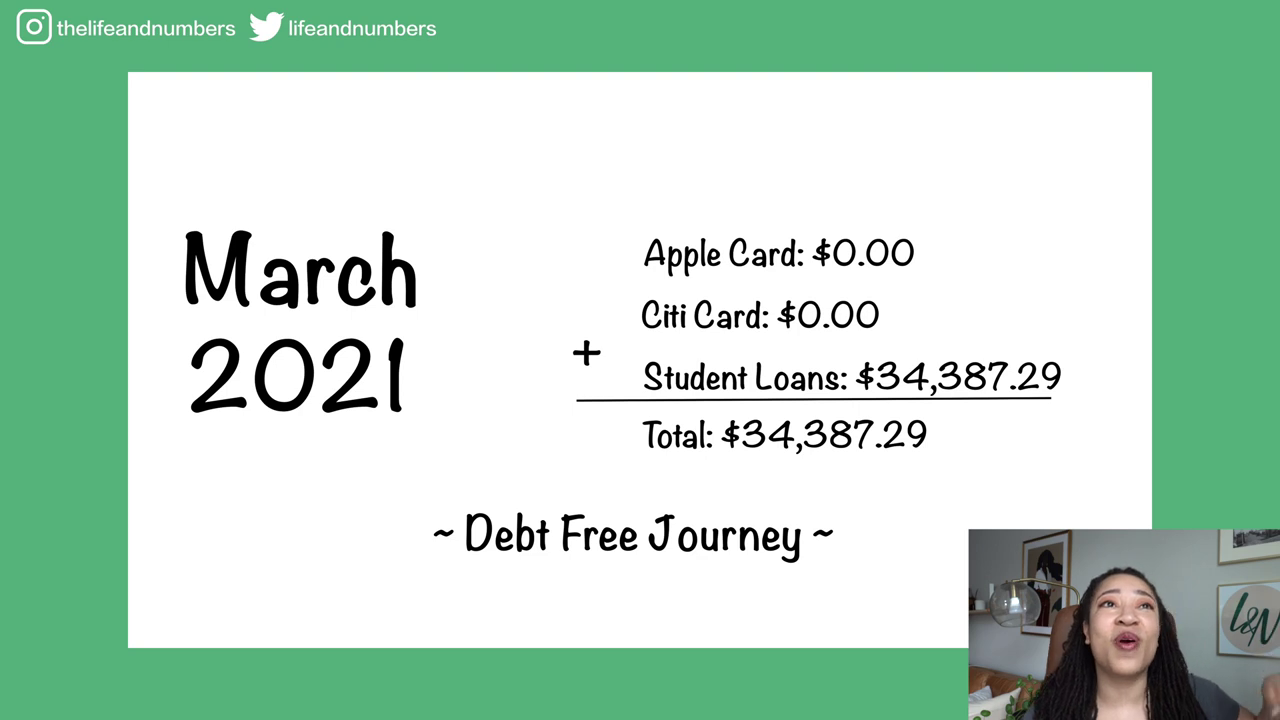 thelifeandnumbers lifeandnumbers
March
2021
Apple Card: $0.00
Citi Card: $0.00
+
Student Loans: $34,387.29
Total: $34,387.29
~ Debt Free Journey ~
L&N